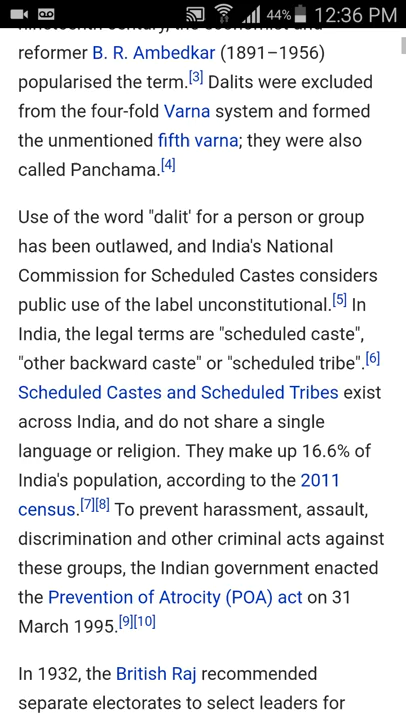 44% 12:36 PM
nineteenth century, the economist and
reformer B. R. Ambedkar (1891–1956)
popularised the term.[3] Dalits were excluded
from the four-fold Varna system and formed
the unmentioned fifth varna; they were also
called Panchama.[4]
Use of the word "dalit' for a person or group
has been outlawed, and India's National
Commission for Scheduled Castes considers
public use of the label unconstitutional.[5] In
India, the legal terms are "scheduled caste",
"other backward caste" or "scheduled tribe".[6]
Scheduled Castes and Scheduled Tribes exist
across India, and do not share a single
language or religion. They make up 16.6% of
India's population, according to the 2011
census.[7][8] To prevent harassment, assault,
discrimination and other criminal acts against
these groups, the Indian government enacted
the Prevention of Atrocity (POA) act on 31
March 1995.[9][10]
In 1932, the British Raj recommended
separate electorates to select leaders for